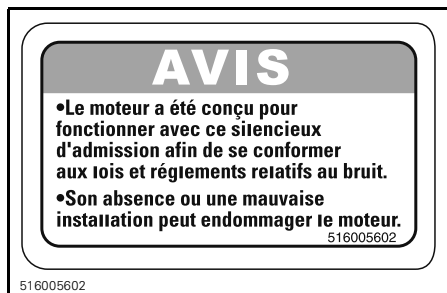 AVIS
•Le moteur a été conçu pour
fonctionner avec ce silencieux
d'admission afin de se conformer
aux lois et réglements relatifs au bruit.
•Son absence ou une mauvaise
installation peut endommager le moteur.
516005602
516005602